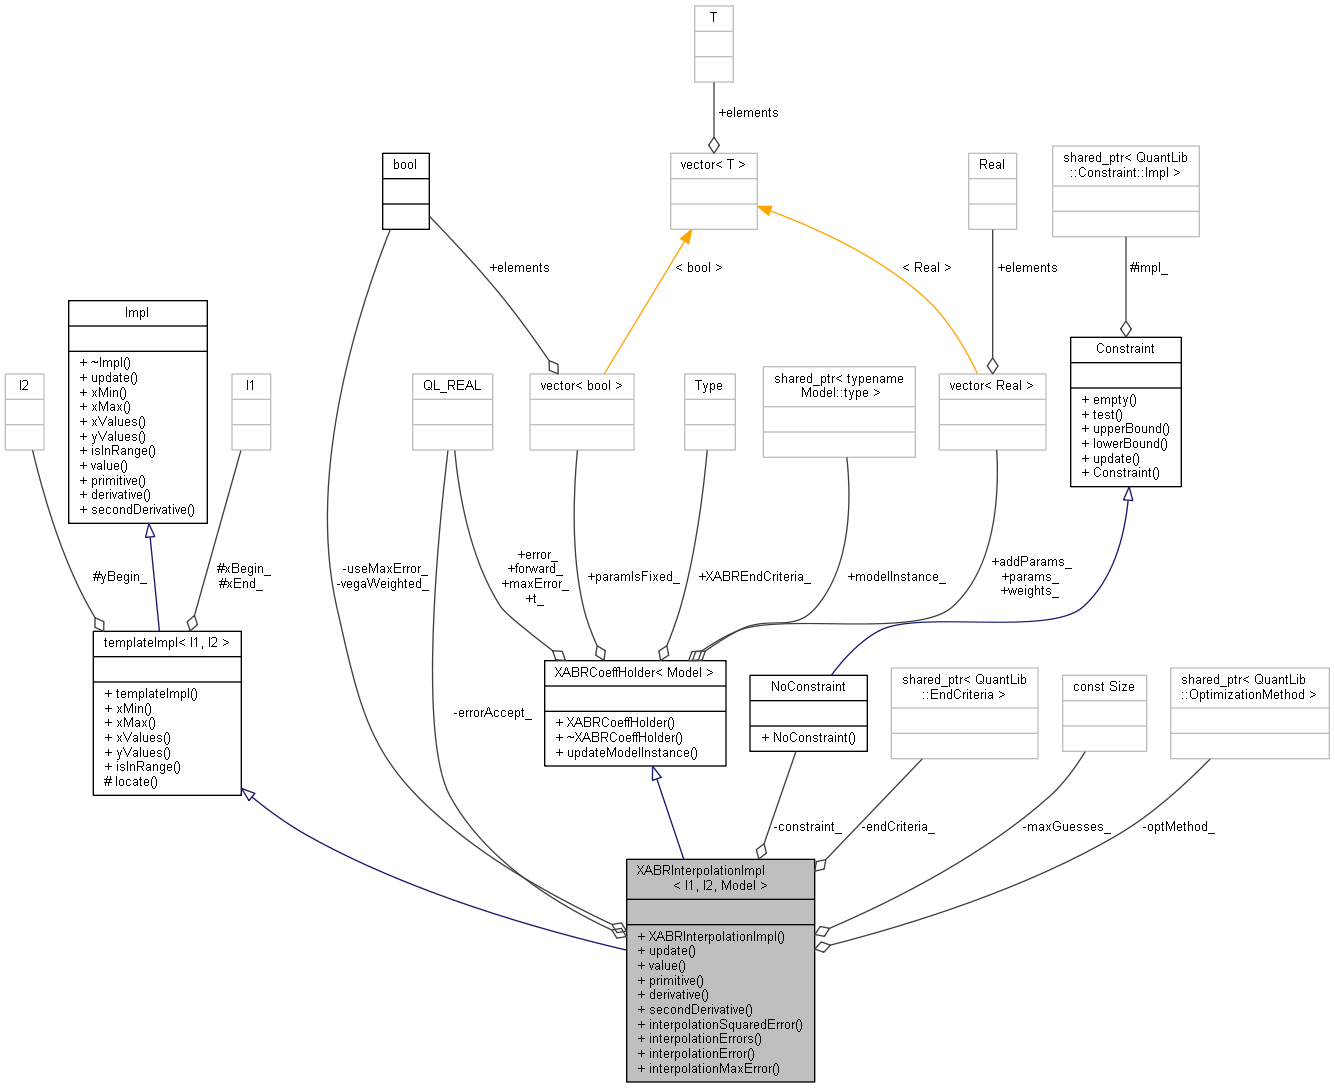 T
+elements
bool
vector< T >
Real
shared_ptr< QuantLib
::Constraint::Impl >
+elements
< bool >
< Real >
+elements
#impl_
Impl
+ ~Impl()
+ update()
+ xMin()
+ xMax()
+ xValues()
+ yValues()
+ isInRange()
+ value()
+ primitive()
+ derivative()
+ secondDerivative()
I2
I1
QL_REAL
vector< bool >
Type
shared_ptr< typename
Model::type >
vector< Real >
Constraint
+ empty()
+ test()
+ upperBound()
+ lowerBound()
+ update()
+ Constraint()
#yBegin_
#xBegin_
#xEnd_
-useMaxError_
-vegaWeighted_
+error_
+forward_
+maxError_
+t_
+paramIsFixed_
+XABREndCriteria_
+modelInstance_
+addParams_
+params_
+weights_
templateImpl< I1, I2 >
+ templateImpl()
+ xMin()
+ xMax()
+ xValues()
+ yValues()
+ isInRange()
# locate()
-errorAccept_
XABRCoeffHolder< Model >
+ XABRCoeffHolder()
+ ~XABRCoeffHolder()
+ updateModelInstance()
NoConstraint
+ NoConstraint()
shared_ptr< QuantLib
::EndCriteria >
const Size
shared_ptr< QuantLib
::OptimizationMethod >
-constraint_
-endCriteria_
-maxGuesses_
-optMethod_
XABRInterpolationImpl
< I1, I2, Model >
+ XABRInterpolationImpl()
+ update()
+ value()
+ primitive()
+ derivative()
+ secondDerivative()
+ interpolationSquaredError()
+ interpolationErrors()
+ interpolationError()
+ interpolationMaxError()